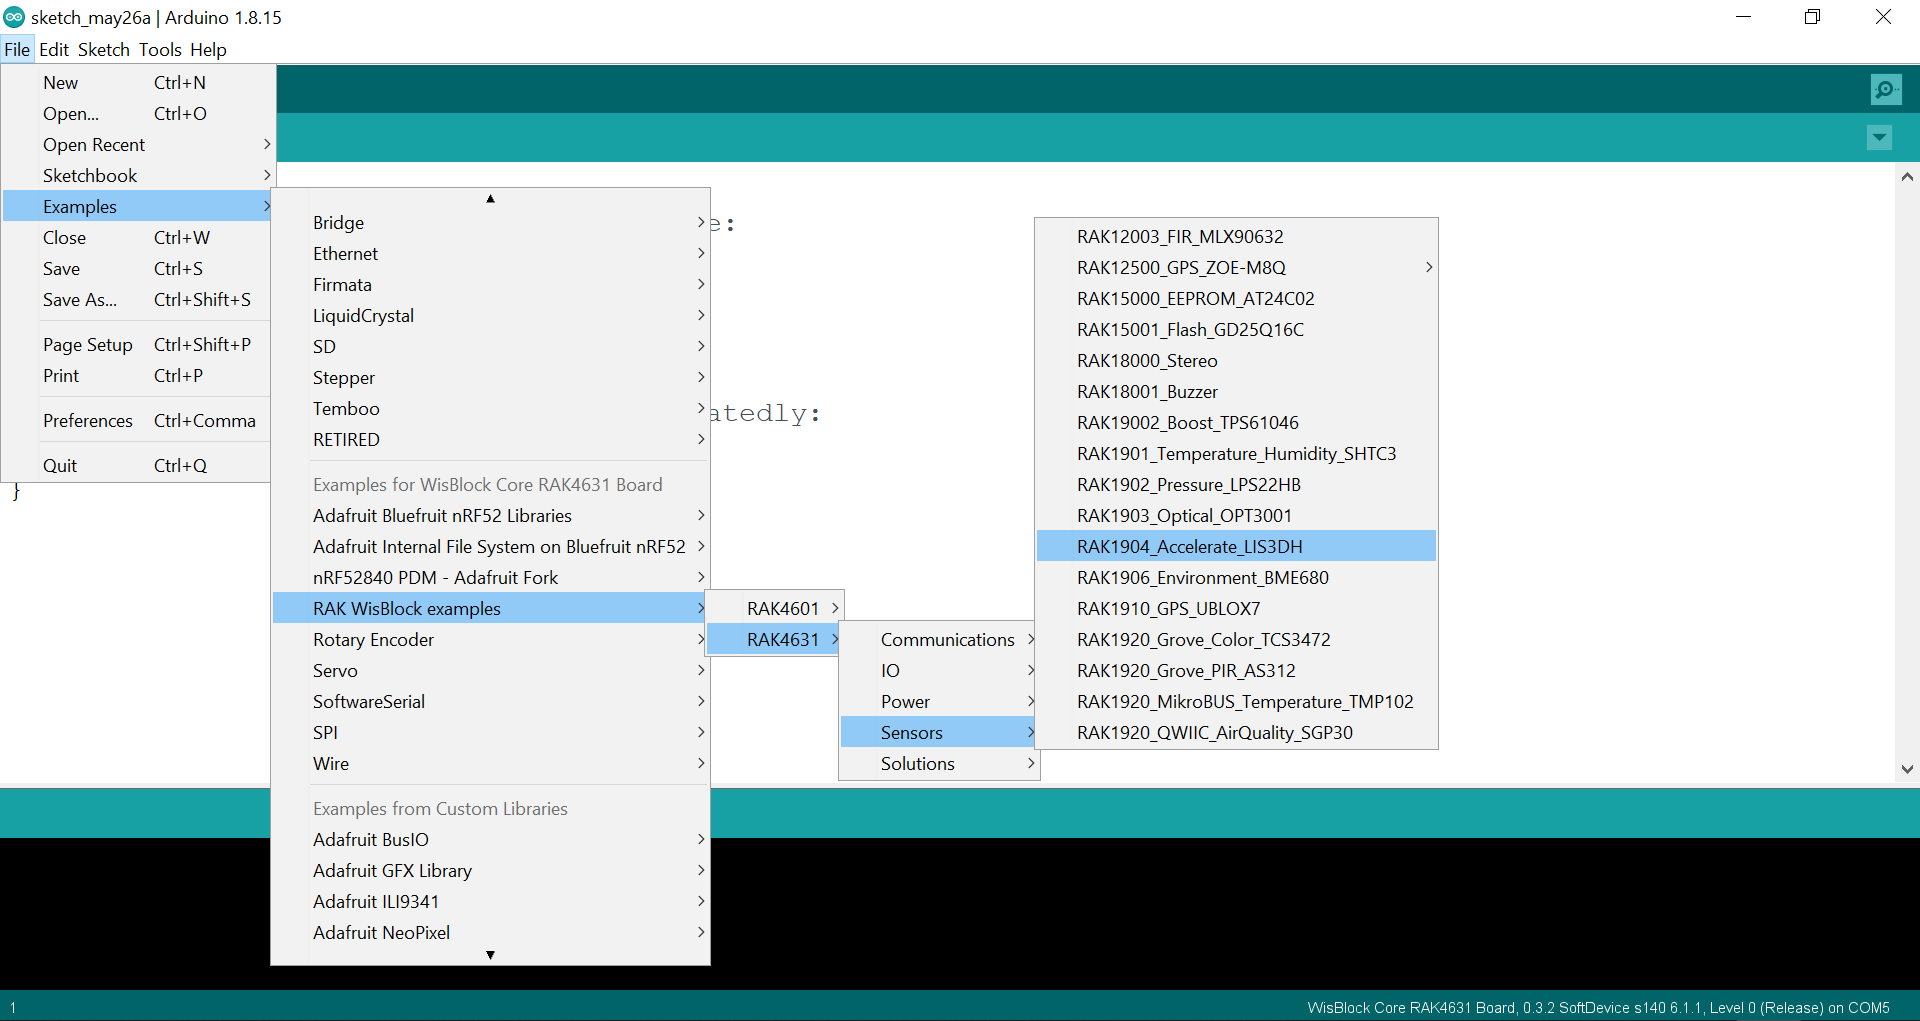 sketch_may26a | Arduino 1.8.15
File Edit Sketch Tools Help
New Ctrl+N
Open... Ctrl+O
Open Recent
Sketchbook
Examples
Close Ctrl+W
Save Ctrl+S
Save As... Ctrl+Shift+S
Page Setup Ctrl+Shift+P
Print Ctrl+P
Preferences Ctrl+Comma
Quit Ctrl+Q
}
Bridge
Ethernet
Firmata
LiquidCrystal
SD
Stepper
Temboo
RETIRED
Examples for WisBlock Core RAK4631 Board
Adafruit Bluefruit nRF52 Libraries
Adafruit Internal File System on Bluefruit nRF52
nRF52840 PDM - Adafruit Fork
RAK WisBlock examples
Rotary Encoder
Servo
SoftwareSerial
SPI
Wire
Examples from Custom Libraries
Adafruit BusIO
Adafruit GFX Library
Adafruit ILI9341
Adafruit NeoPixel
e:
atedly:
RAK4601
RAK4631
Communications
IO
Power
Sensors
Solutions
RAK12003_FIR_MLX90632
RAK12500_GPS_ZOE-M8Q
RAK15000_EEPROM_AT24C02
RAK15001_Flash_GD25Q16C
RAK18000_Stereo
RAK18001_Buzzer
RAK19002_Boost_TPS61046
RAK1901_Temperature_Humidity_SHTC3
RAK1902_Pressure_LPS22HB
RAK1903_Optical_OPT3001
RAK1904_Accelerate_LIS3DH
RAK1906_Environment_BME680
RAK1910_GPS_UBLOX7
RAK1920_Grove_Color_TCS3472
RAK1920_Grove_PIR_AS312
RAK1920_MikroBUS_Temperature_TMP102
RAK1920_QWIIC_AirQuality_SGP30
1
WisBlock Core RAK4631 Board, 0.3.2 SoftDevice s140 6.1.1, Level 0 (Release) on COM5